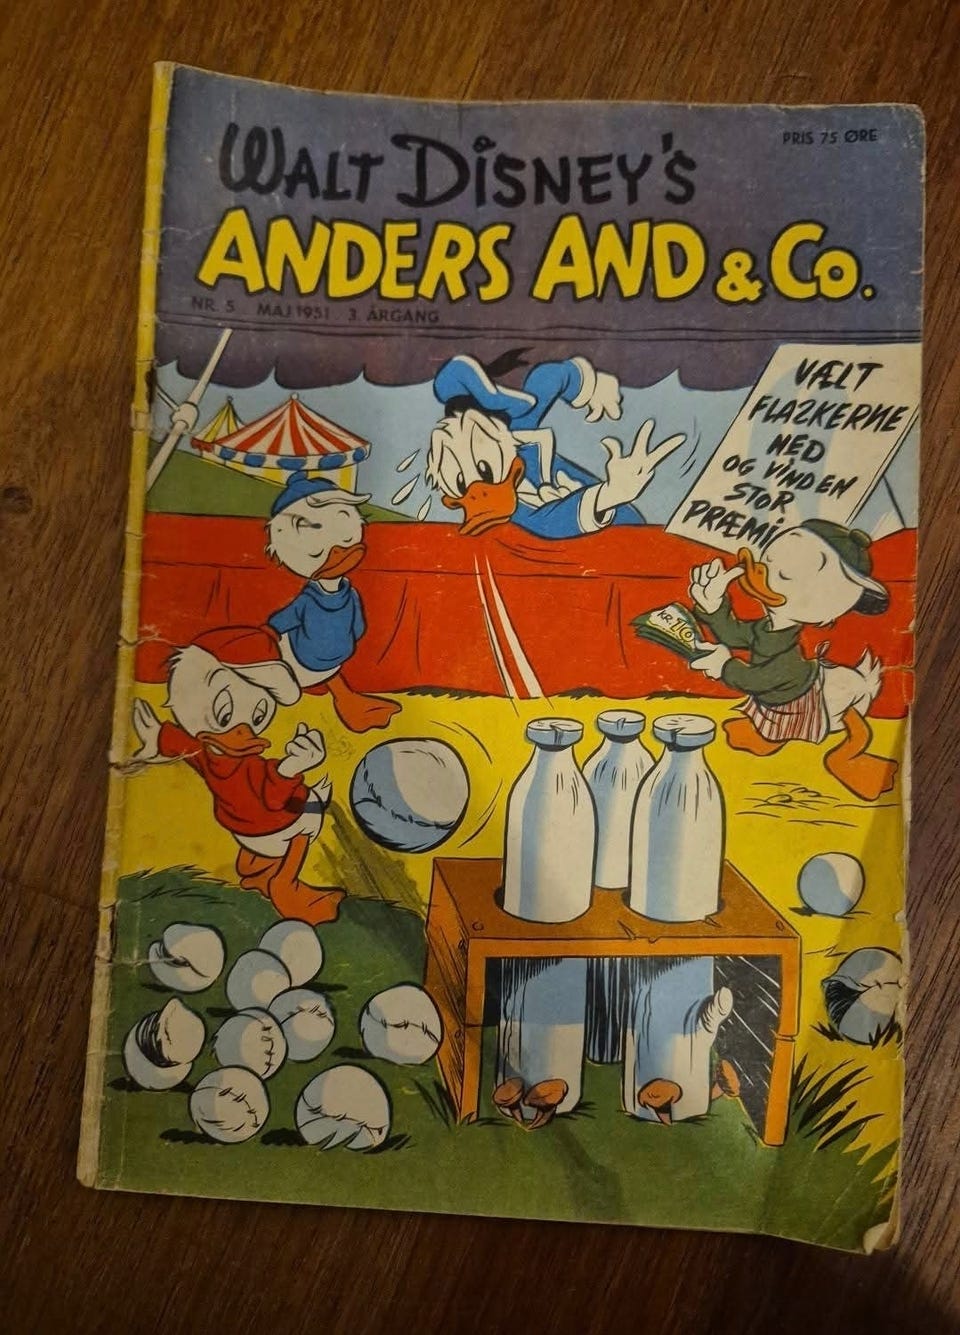 PRIS 75 ØRE
WALT DISNEY'S
ANDERS AND & Co.
NR. 5 MAJ 1951 3. ÅRGANG
VÆLT
FLASKERNE
NED
OG VIND EN
STOR
PRÆMIE
KR. 10